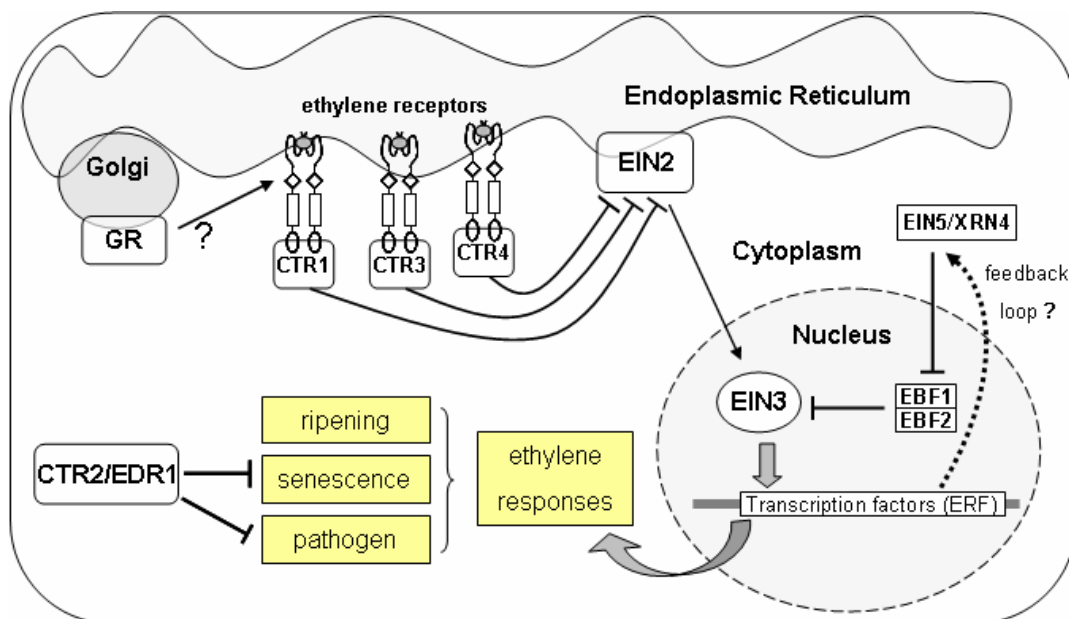 Endoplasmic Reticulum
ethylene receptors
Golgi
GR
?
CTR1
CTR3
CTR4
EIN2
Cytoplasm
EIN5/XRN4
feedback
loop ?
Nucleus
EIN3
EBF1
EBF2
Transcription factors (ERF)
CTR2/EDR1
ripening
senescence
pathogen
ethylene
responses